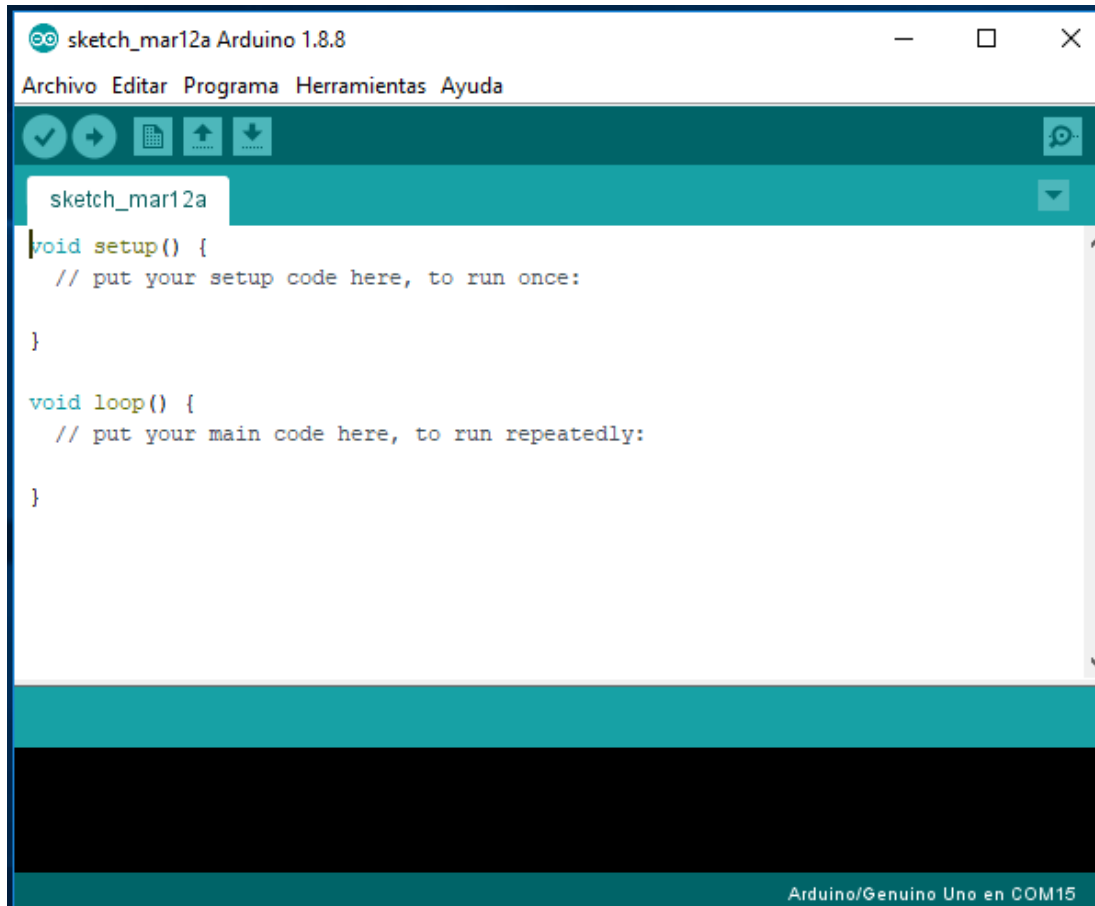 sketch_mar12a Arduino 1.8.8
Archivo Editar Programa Herramientas Ayuda
sketch_mar12a
void setup() {
  // put your setup code here, to run once:
}
void loop() {
  // put your main code here, to run repeatedly:
}
Arduino/Genuino Uno en COM15